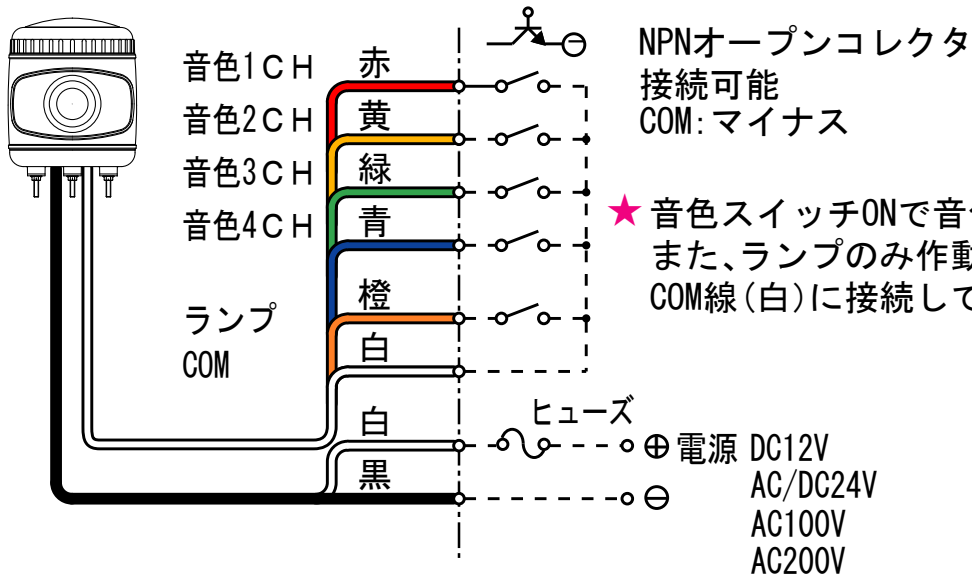 音色1CH 赤
音色2CH 黄
音色3CH 緑
音色4CH 青
ランプ 橙
COM 白
白
黒
NPNオープンコレクタ
接続可能
COM:マイナス
★音色スイッチONで音
また、ランプのみ作動
COM線(白)に接続して
ヒューズ
⊕電源 DC12V
⊖ AC/DC24V
AC100V
AC200V